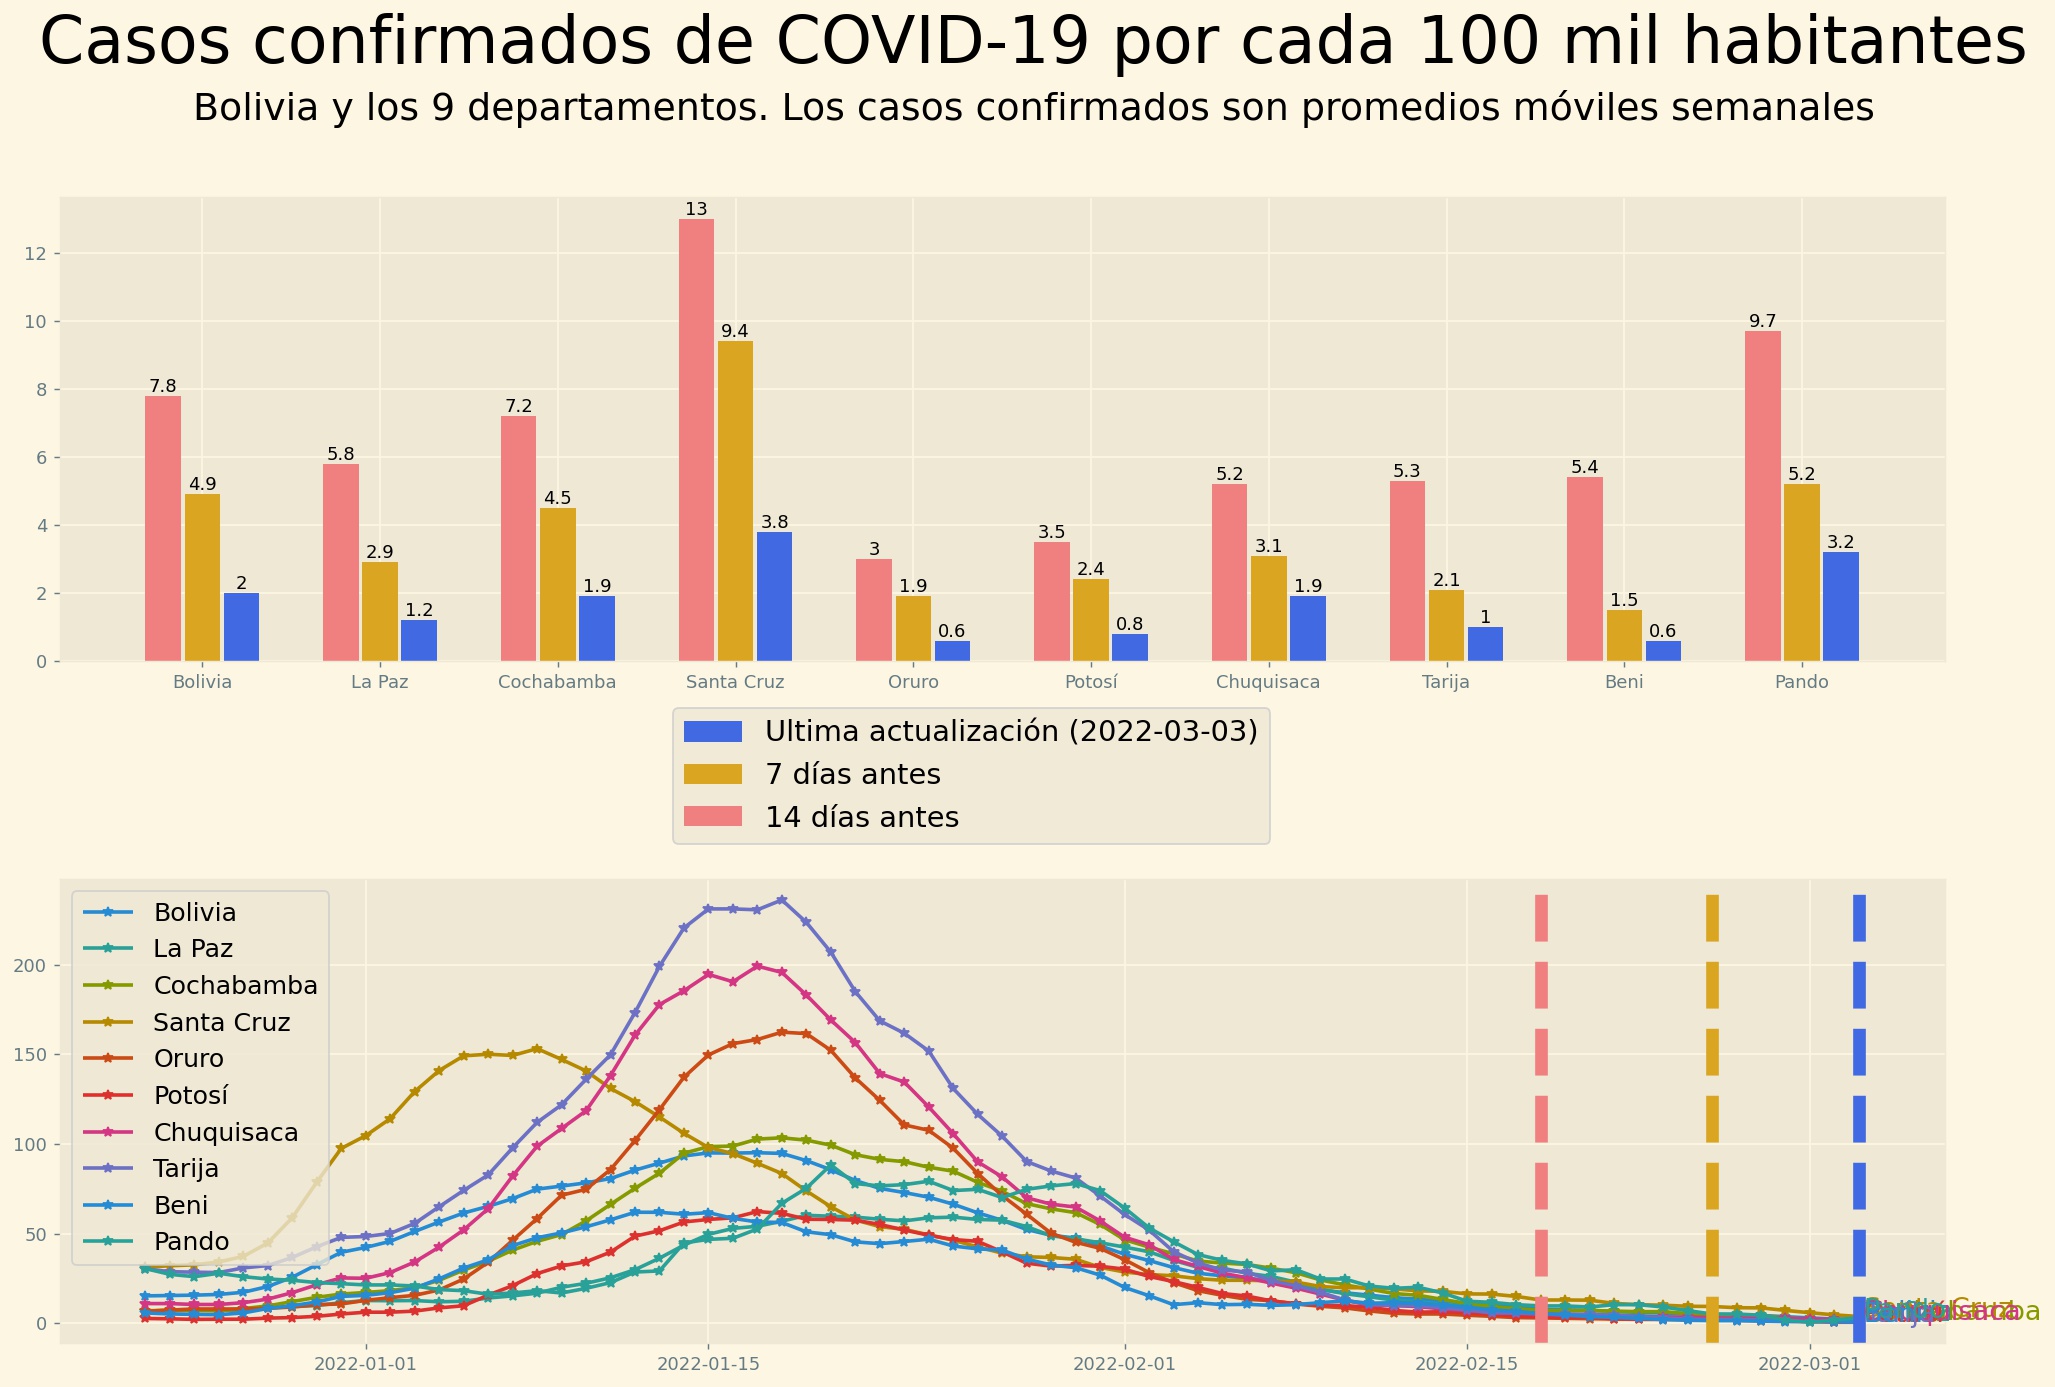 Casos confirmados de COVID-19 por cada 100 mil habitantes
Bolivia y los 9 departamentos. Los casos confirmados son promedios móviles semanales
13
12
10
8
6
4
2
0
7.8
4.9
2
5.8
2.9
1.2
7.2
4.5
1.9
9.4
3.8
3
1.9
0.6
3.5
2.4
0.8
5.2
3.1
1.9
5.3
2.1
1
5.4
1.5
0.6
9.7
5.2
3.2
Bolivia
La Paz
Cochabamba
Santa Cruz
Oruro
Potosí
Chuquisaca
Tarija
Beni
Pando
Ultima actualización (2022-03-03)
7 días antes
14 días antes
Bolivia
La Paz
Cochabamba
Santa Cruz
Oruro
Potosí
Chuquisaca
Tarija
Beni
Pando
200
150
100
50
0
2022-01-01
2022-01-15
2022-02-01
2022-02-15
2022-03-01